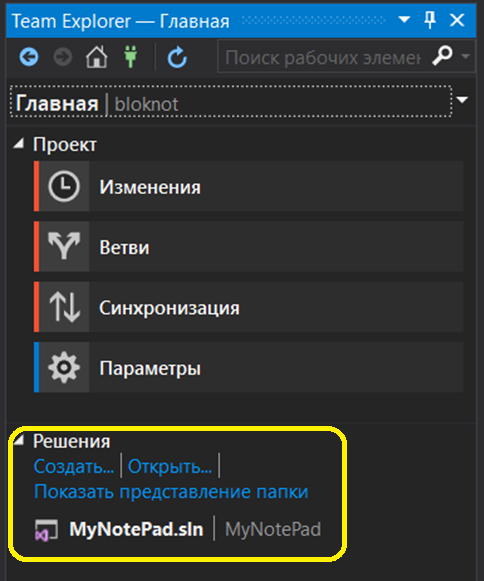 Team Explorer — Главная
Поиск рабочих элемен
Главная | bloknot
Проект
Изменения
Ветви
Синхронизация
Параметры
Решения
Создать... | Открыть... |
Показать представление папки
MyNotePad.sln | MyNotePad